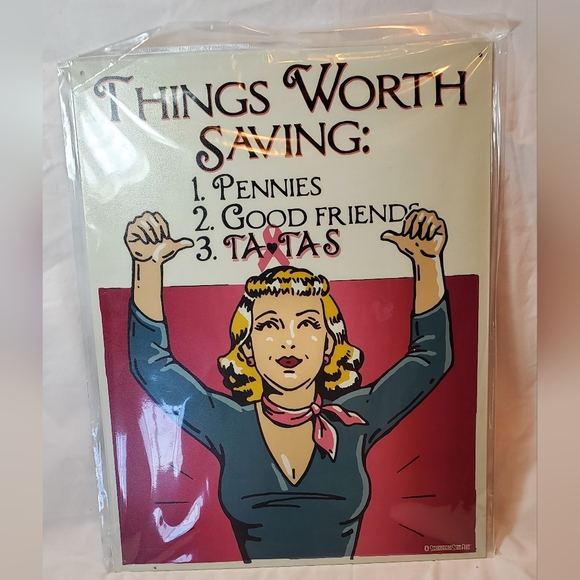 THINGS WORTH
SAVING:
1. PENNIES
2. GOOD FRIENDS
3. TA♥TAS